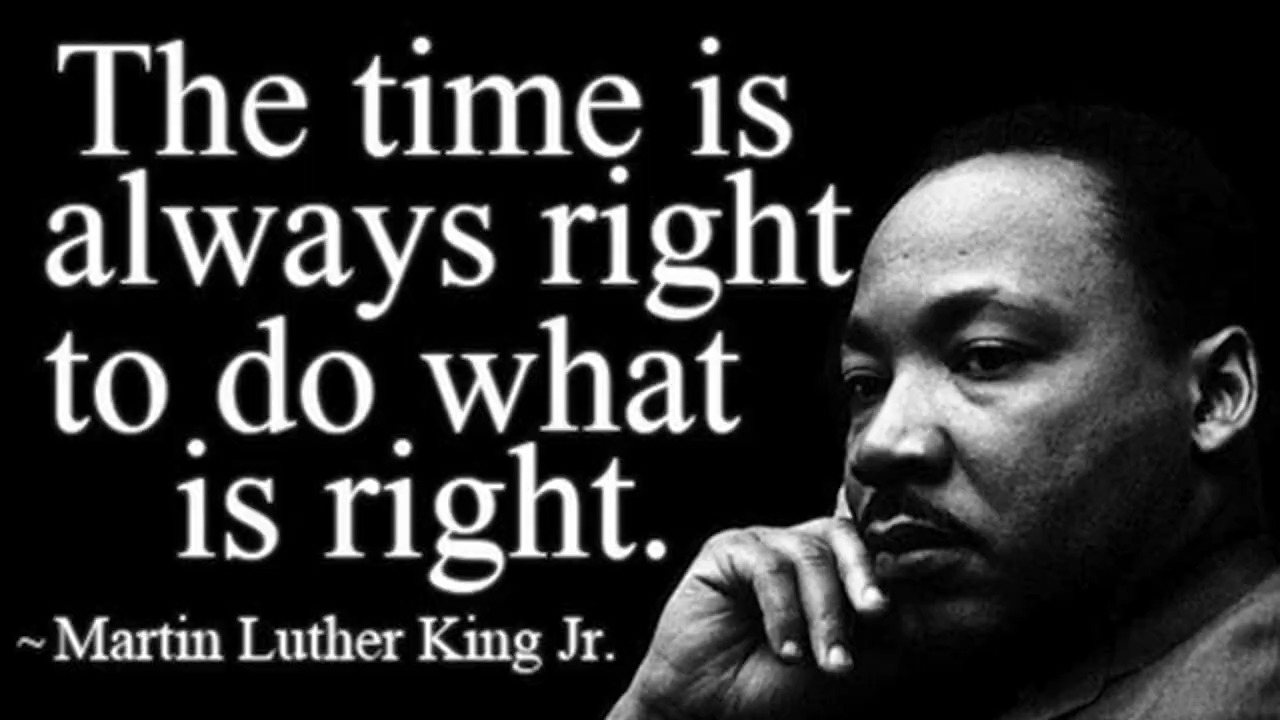 The time is
always right
to do what
is right.
~Martin Luther King Jr.